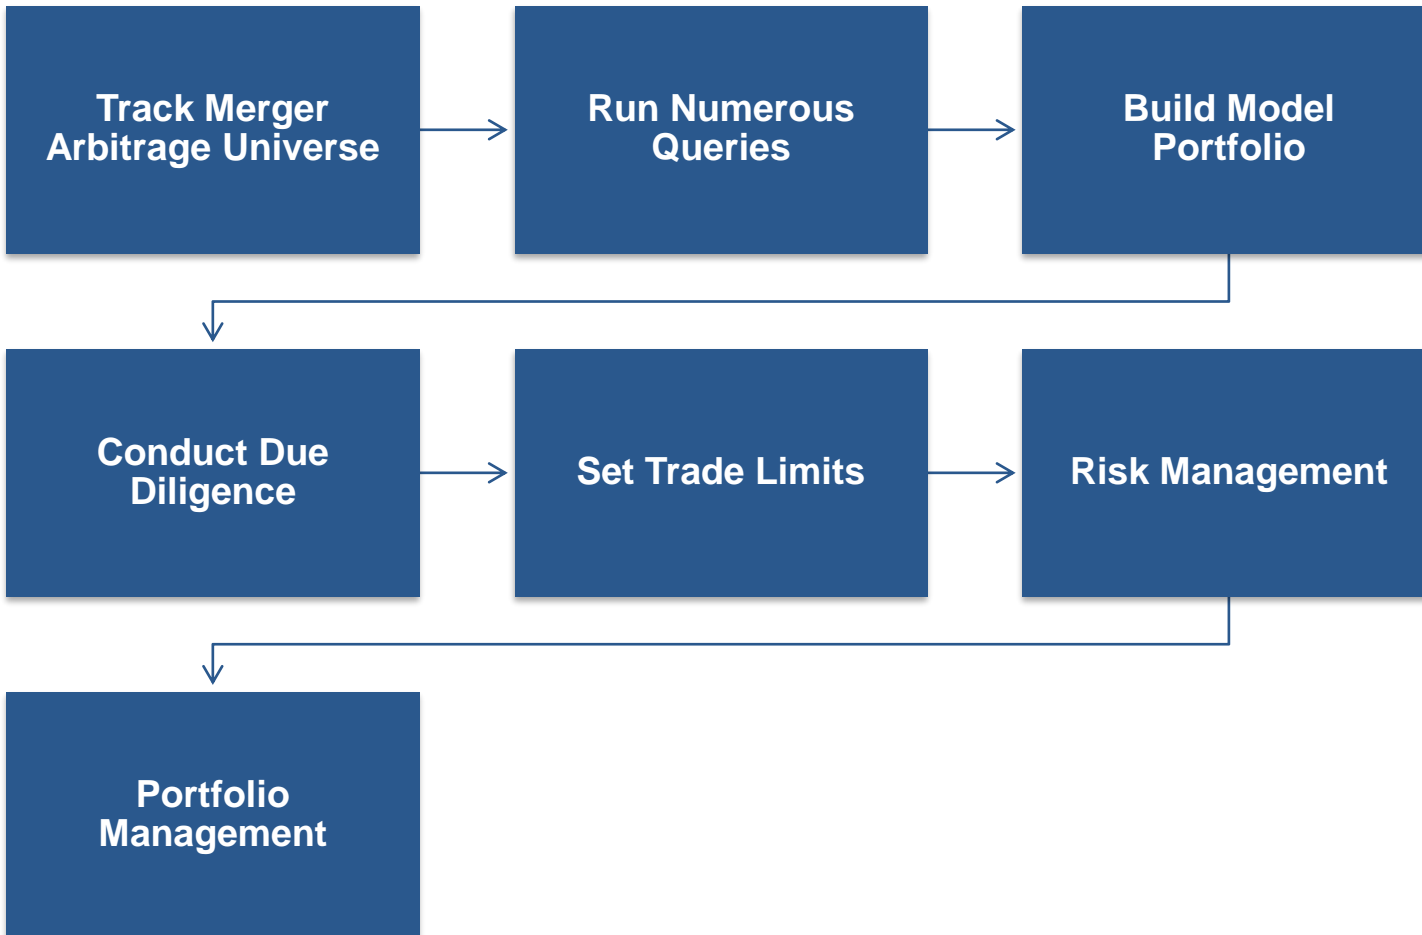 Track Merger
Arbitrage Universe
Run Numerous
Queries
Build Model
Portfolio
Conduct Due
Diligence
Set Trade Limits
Risk Management
Portfolio
Management